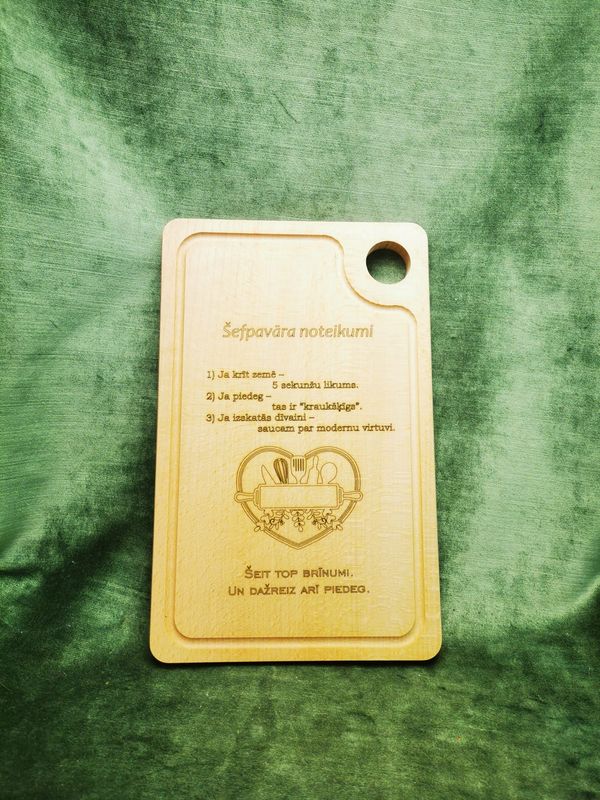 Šefpavāra noteikumi
1) Ja krīt zemē –
5 sekunžu likums.
2) Ja piedeg –
tas ir "kraukšķīgs".
3) Ja izskatās dīvaini –
saucam par modernu virtuvi.
ŠEIT TOP BRĪNUMI.
UN DAŽREIZ ARĪ PIEDEG.